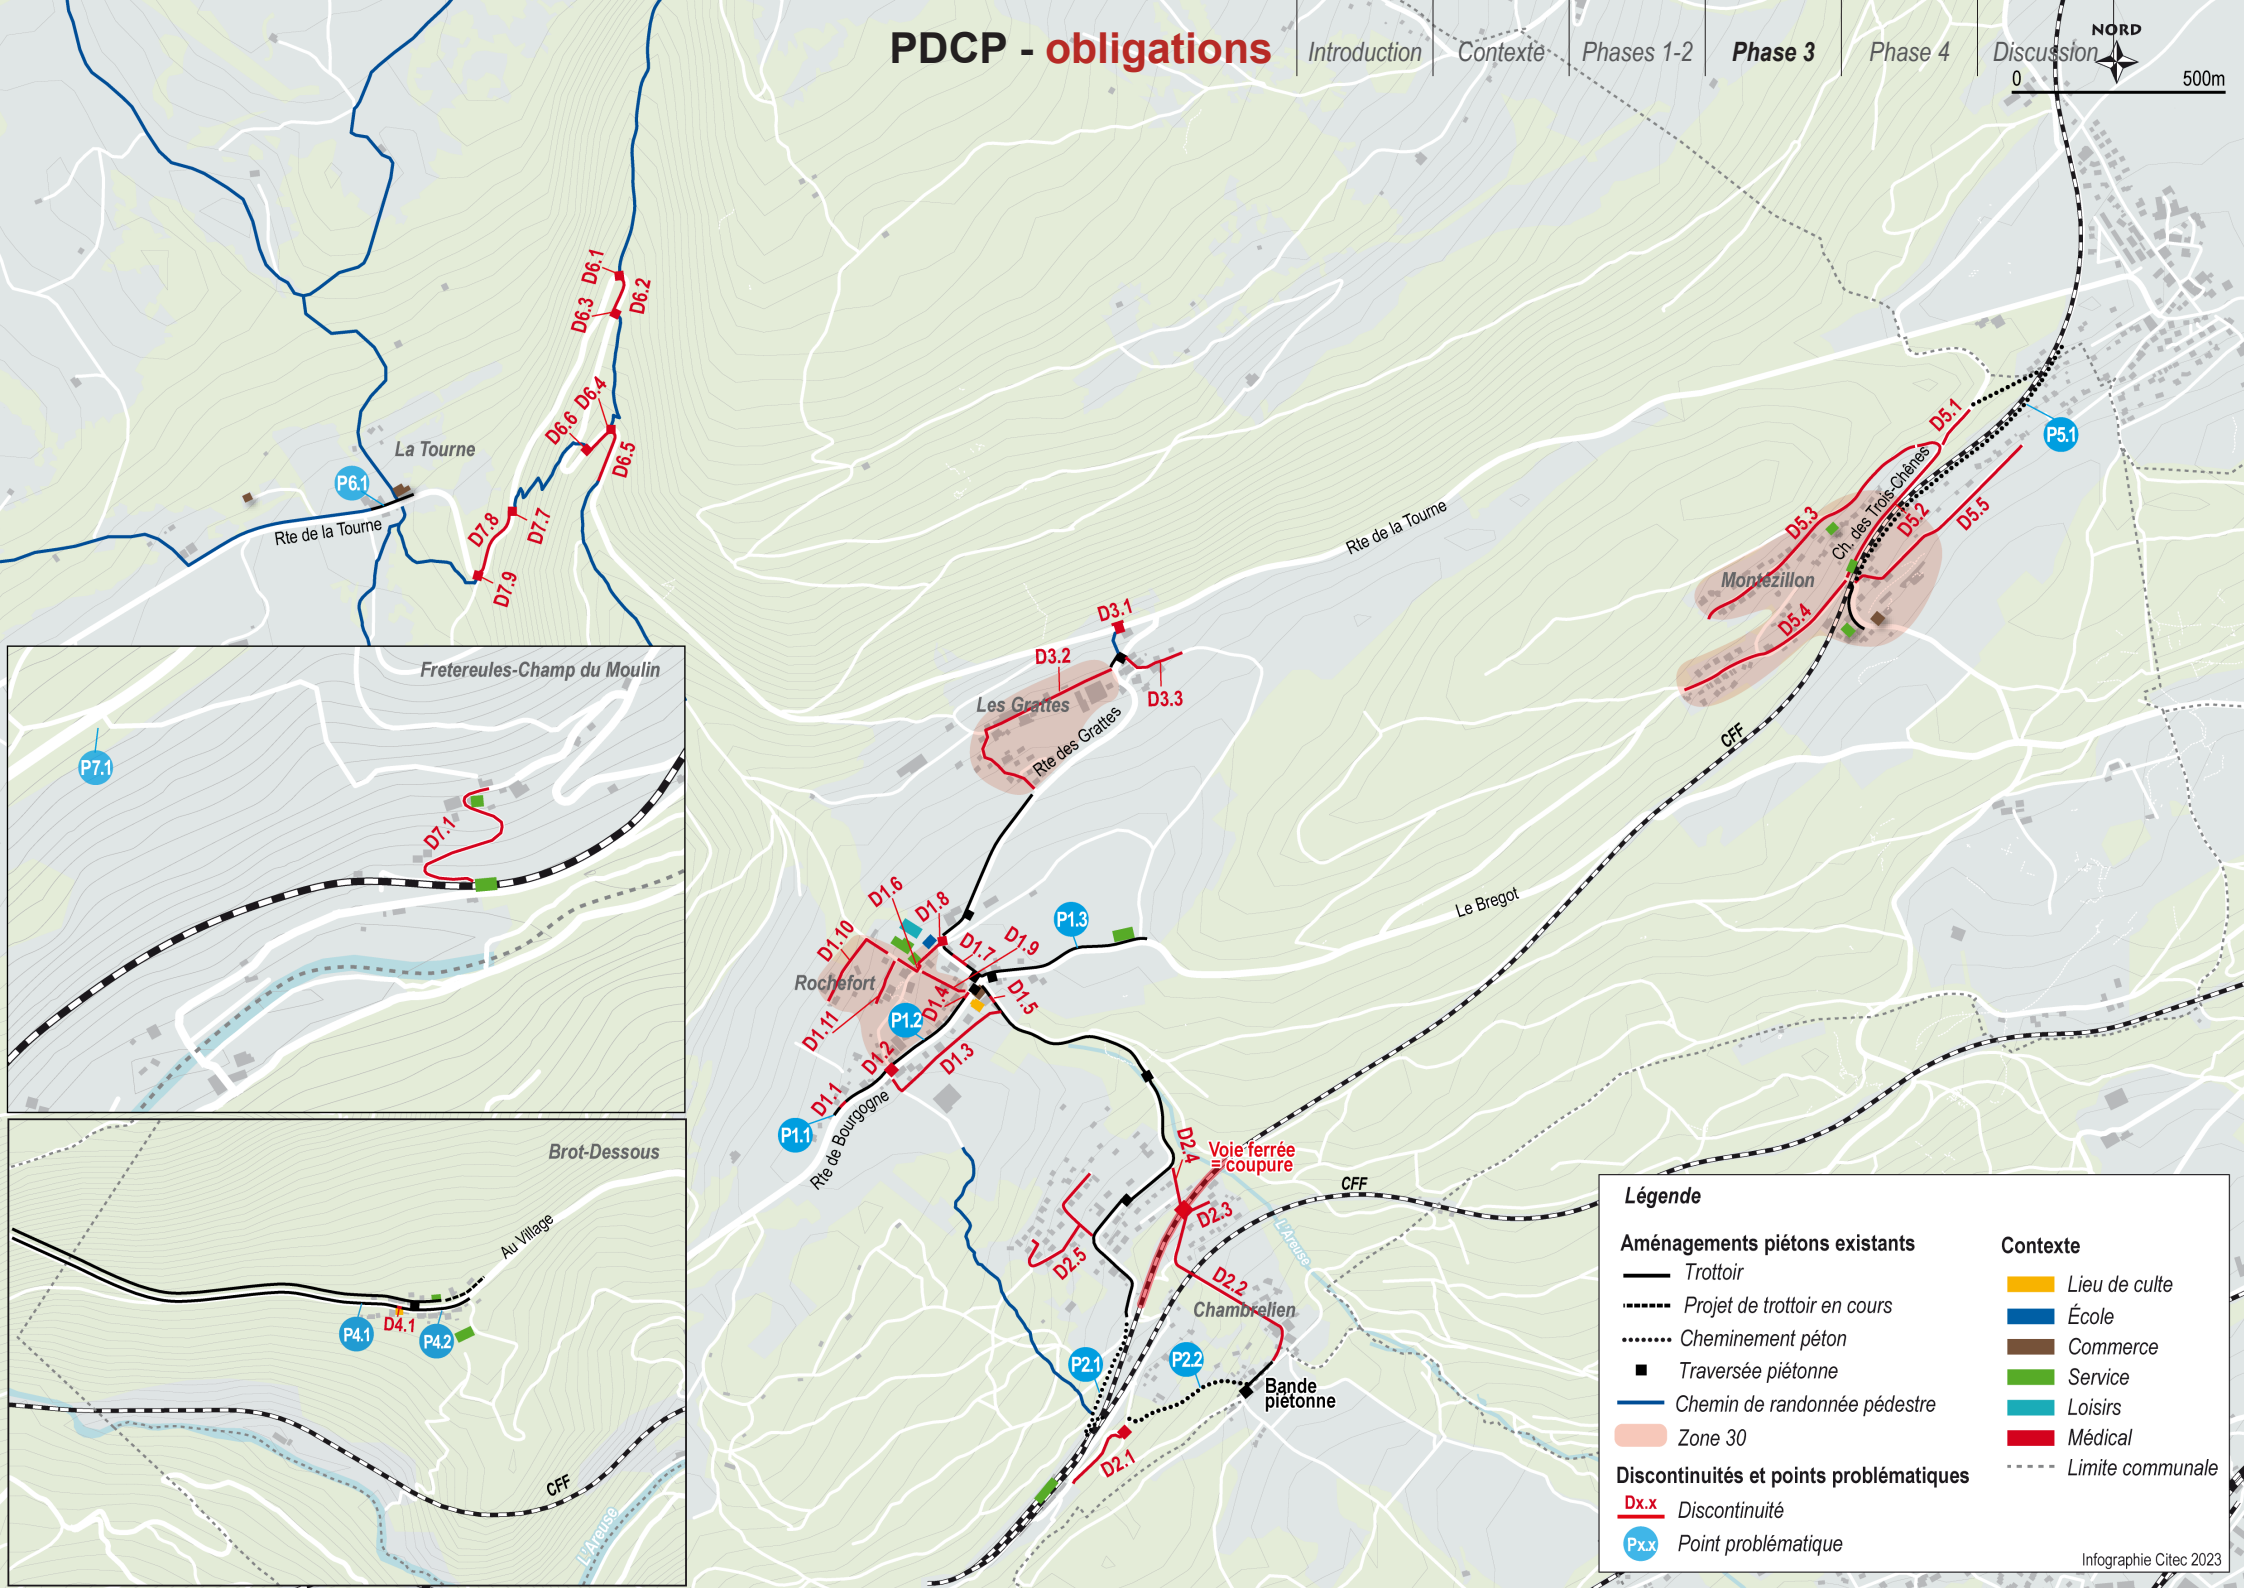 PDCP - obligations
Introduction
Contexte
Phases 1-2
Phase 3
Phase 4
Discussion
NORD
0
500m
D6.1
D6.2
D6.3
D6.4
D6.6
D6.5
La Tourne
P6.1
Rte de la Tourne
D7.8
D7.7
D7.9
D5.1
P5.1
Ch. des Trois-Chênes
D5.3
D5.2
D5.5
Montezillon
D5.4
Rte de la Tourne
D3.1
D3.2
D3.3
Les Grattes
Rte des Grattes
CFF
Fretereules-Champ du Moulin
P7.1
D7.1
Le Bregot
D1.6
D1.8
P1.3
D1.10
D1.7
D1.9
Rochefort
D1.4
D1.5
D1.11
P1.2
D1.2
D1.3
D1.1
P1.1
Rte de Bourgogne
D2.4
Voie ferrée
= coupure
CFF
D2.3
L'Areuse
D2.5
D2.2
Chambrelien
P2.1
P2.2
Bande
piétonne
D2.1
Brot-Dessous
Au Village
P4.1
D4.1
P4.2
CFF
L'Areuse
Légende
Aménagements piétons existants
Trottoir
Projet de trottoir en cours
Cheminement péton
Traversée piétonne
Chemin de randonnée pédestre
Zone 30
Discontinuités et points problématiques
Dx.x
Discontinuité
Px.x
Point problématique
Contexte
Lieu de culte
École
Commerce
Service
Loisirs
Médical
Limite communale
Infographie Citec 2023